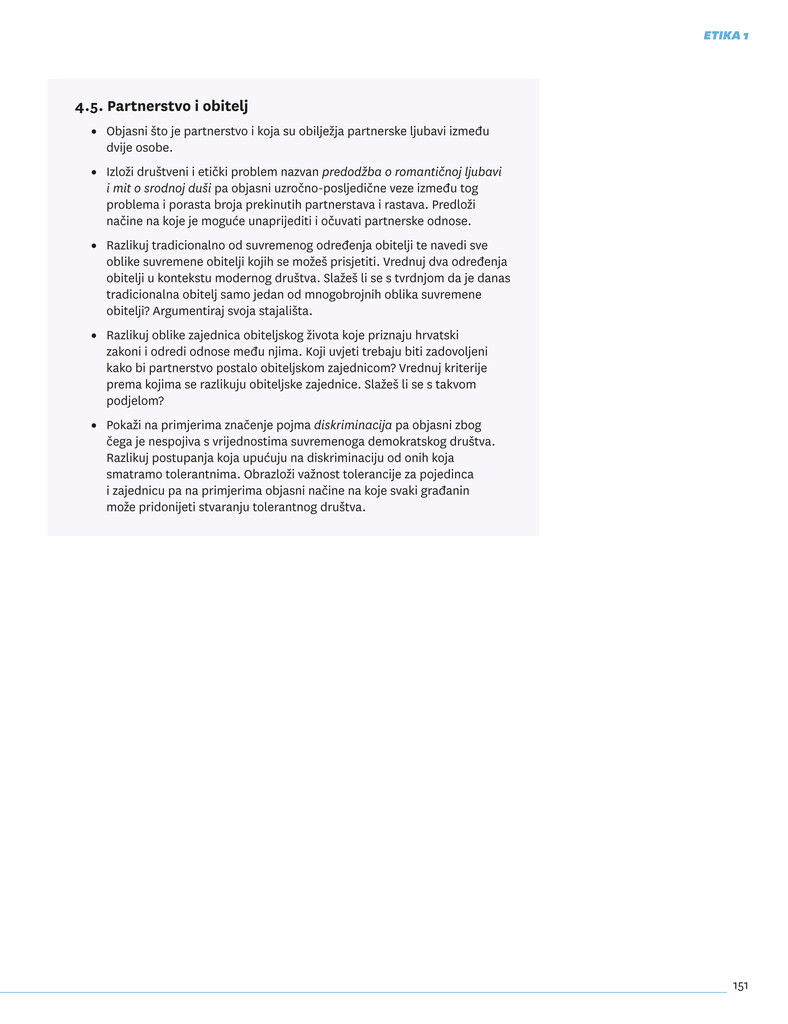 ETIKA 1
4.5. Partnerstvo i obitelj
• Objasni što je partnerstvo i koja su obilježja partnerske ljubavi između
dvije osobe.
• Izloži društveni i etički problem nazvan predodžba o romantičnoj ljubavi
i mit o srodnoj duši pa objasni uzročno-posljedične veze između tog
problema i porasta broja prekinutih partnerstava i rastava. Predloži
načine na koje je moguće unaprijediti i očuvati partnerske odnose.
• Razlikuj tradicionalno od suvremenog određenja obitelji te navedi sve
oblike suvremene obitelji kojih se možeš prisjetiti. Vrednuj dva određenja
obitelji u kontekstu modernog društva. Slažeš li se s tvrdnjom da je danas
tradicionalna obitelj samo jedan od mnogobrojnih oblika suvremene
obitelji? Argumentiraj svoja stajališta.
• Razlikuj oblike zajednica obiteljskog života koje priznaju hrvatski
zakoni i odredi odnose među njima. Koji uvjeti trebaju biti zadovoljeni
kako bi partnerstvo postalo obiteljskom zajednicom? Vrednuj kriterije
prema kojima se razlikuju obiteljske zajednice. Slažeš li se s takvom
podjelom?
• Pokaži na primjerima značenje pojma diskriminacija pa objasni zbog
čega je nespojiva s vrijednostima suvremenoga demokratskog društva.
Razlikuj postupanja koja upućuju na diskriminaciju od onih koja
smatramo tolerantnima. Obrazloži važnost tolerancije za pojedinca
i zajednicu pa na primjerima objasni načine na koje svaki građanin
može pridonijeti stvaranju tolerantnog društva.
151